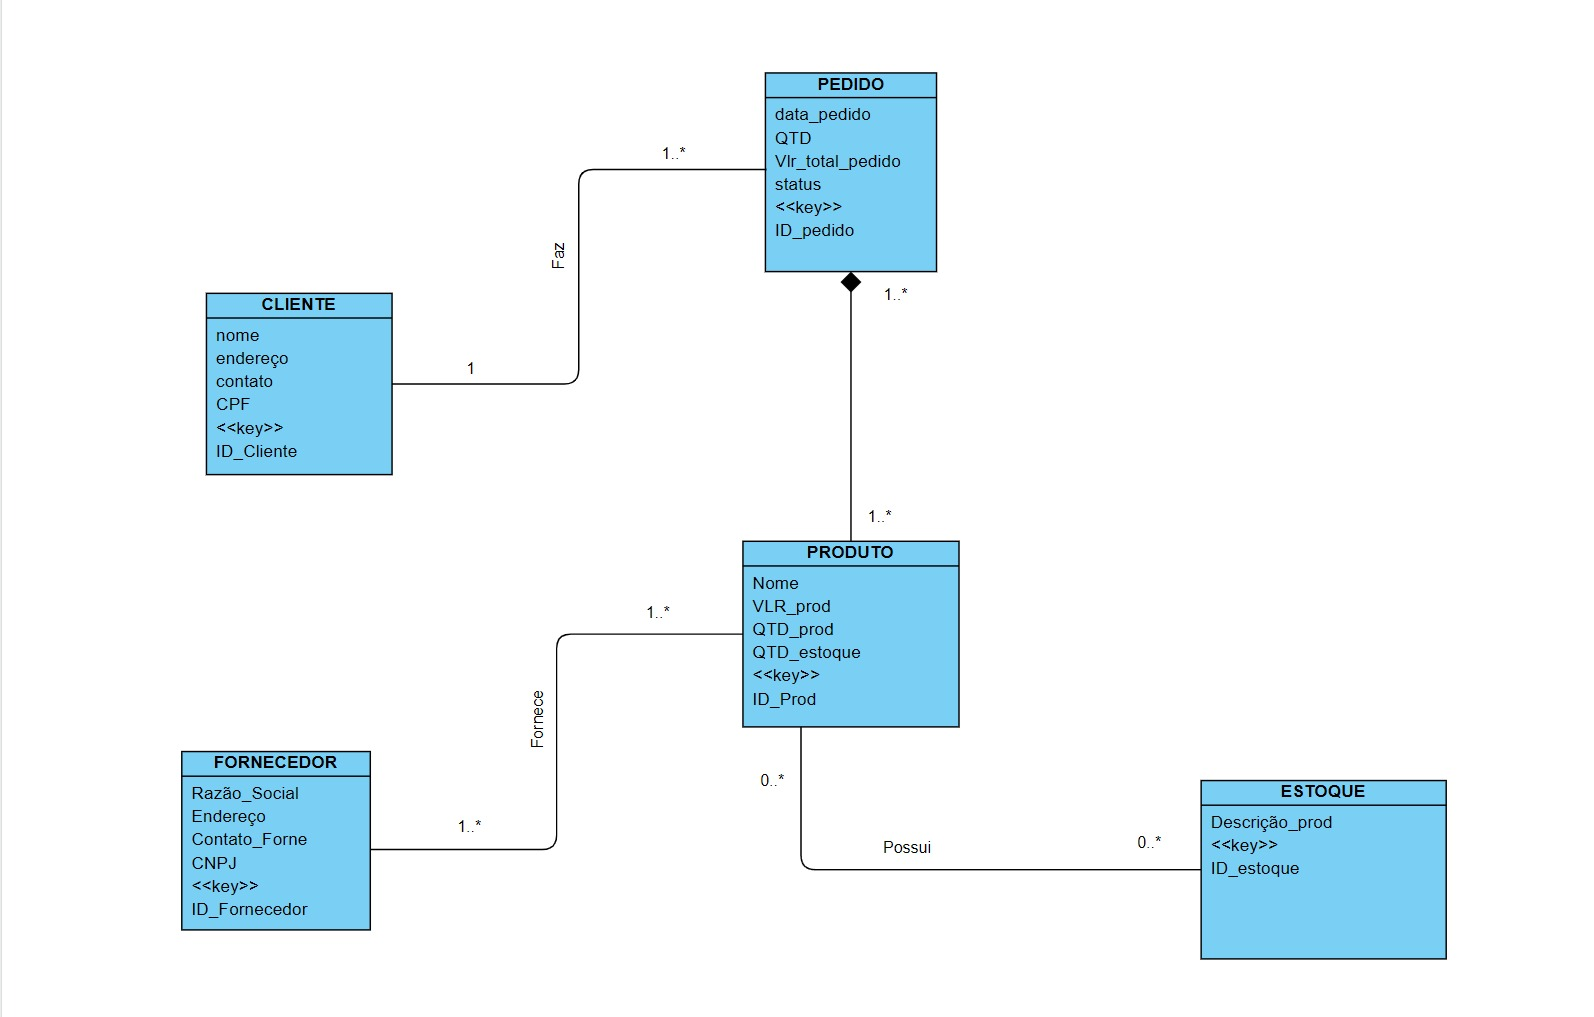 PEDIDO
data_pedido
QTD
Vlr_total_pedido
status
<<key>>
ID_pedido
1..*
Faz
1
CLIENTE
nome
endereço
contato
CPF
<<key>>
ID_Cliente
1..*
1..*
PRODUTO
Nome
VLR_prod
QTD_prod
QTD_estoque
<<key>>
ID_Prod
1..*
Fornece
1..*
FORNECEDOR
Razão_Social
Endereço
Contato_Forne
CNPJ
<<key>>
ID_Fornecedor
0..*
Possui
0..*
ESTOQUE
Descrição_prod
<<key>>
ID_estoque